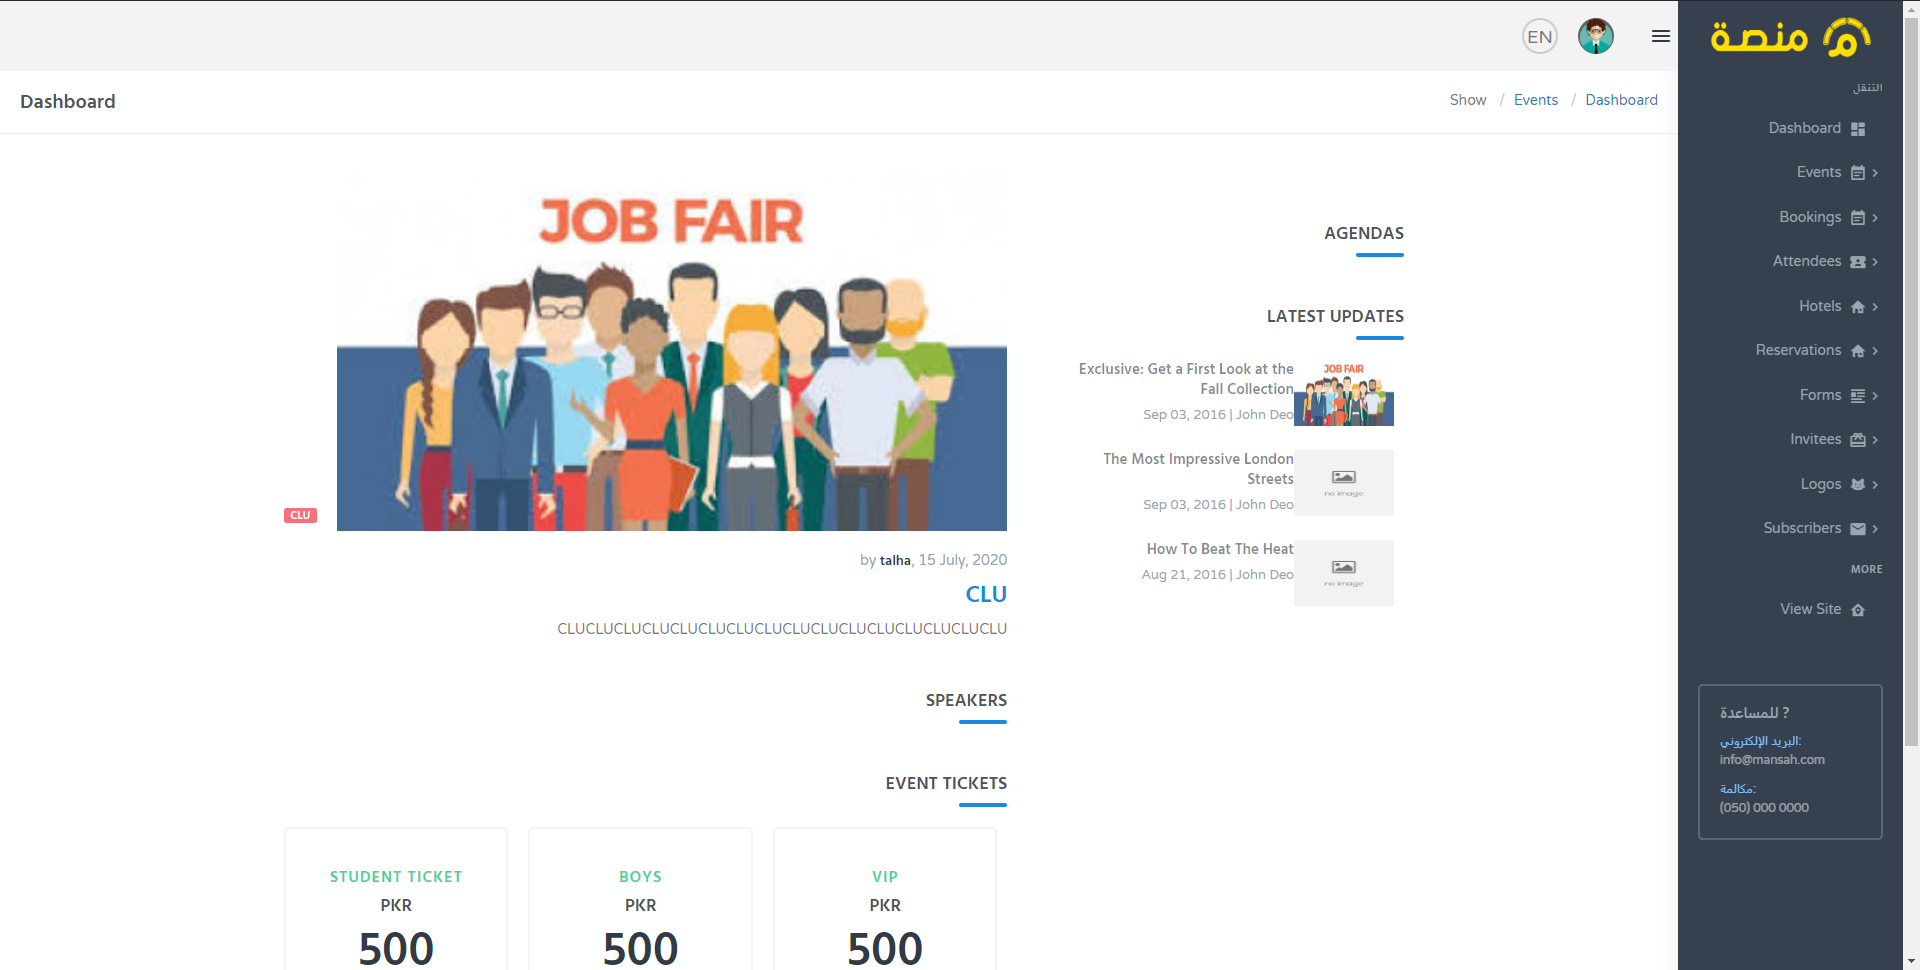 EN
منصة
Dashboard
Show / Events / Dashboard
التنقل
Dashboard
Events
Bookings
Attendees
Hotels
Reservations
Forms
Invitees
Logos
Subscribers
MORE
View Site
للمساعدة ?
البريد الإلكتروني:
info@mansah.com
مكالمة:
(050) 000 0000
JOB FAIR
CLU
by talha, 15 July, 2020
CLU
CLUCLUCLUCLUCLUCLUCLUCLUCLUCLUCLUCLUCLUCLUCLUCLU
SPEAKERS
EVENT TICKETS
STUDENT TICKET
PKR
500
BOYS
PKR
500
VIP
PKR
500
AGENDAS
LATEST UPDATES
Exclusive: Get a First Look at the
Fall Collection
Sep 03, 2016 | John Deo
JOB FAIR
The Most Impressive London
Streets
Sep 03, 2016 | John Deo
no image
How To Beat The Heat
Aug 21, 2016 | John Deo
no image